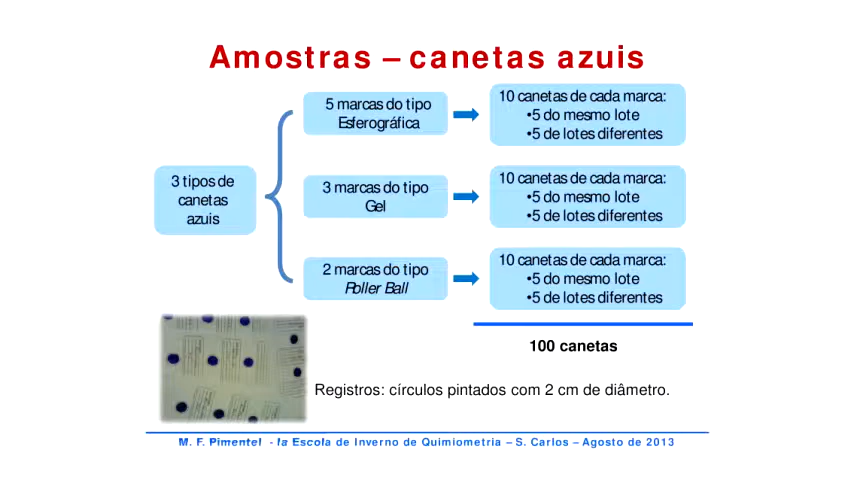 Amostras – canetas azuis
3 tipos de
canetas
azuis
5 marcas do tipo
Esferográfica
10 canetas de cada marca:
•5 do mesmo lote
•5 de lotes diferentes
3 marcas do tipo
Gel
10 canetas de cada marca:
•5 do mesmo lote
•5 de lotes diferentes
2 marcas do tipo
Roller Ball
10 canetas de cada marca:
•5 do mesmo lote
•5 de lotes diferentes
100 canetas
Registros: círculos pintados com 2 cm de diâmetro.
M. F. Pimentel - Ia Escola de Inverno de Quimiometria – S. Carlos – Agosto de 2013